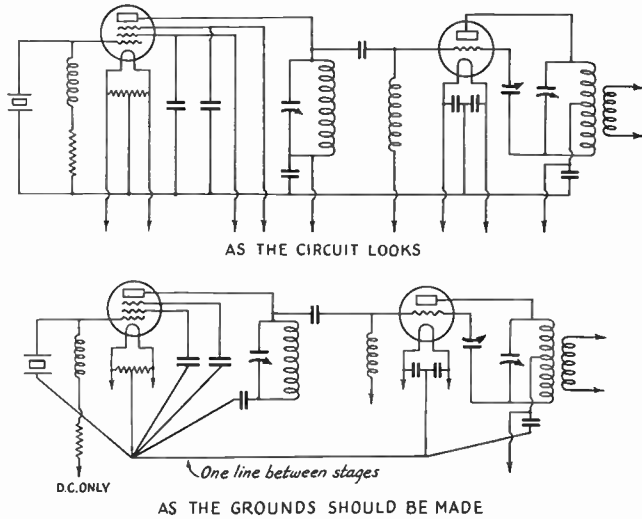 AS THE CIRCUIT LOOKS
One line between stages
D.C. ONLY
AS THE GROUNDS SHOULD BE MADE